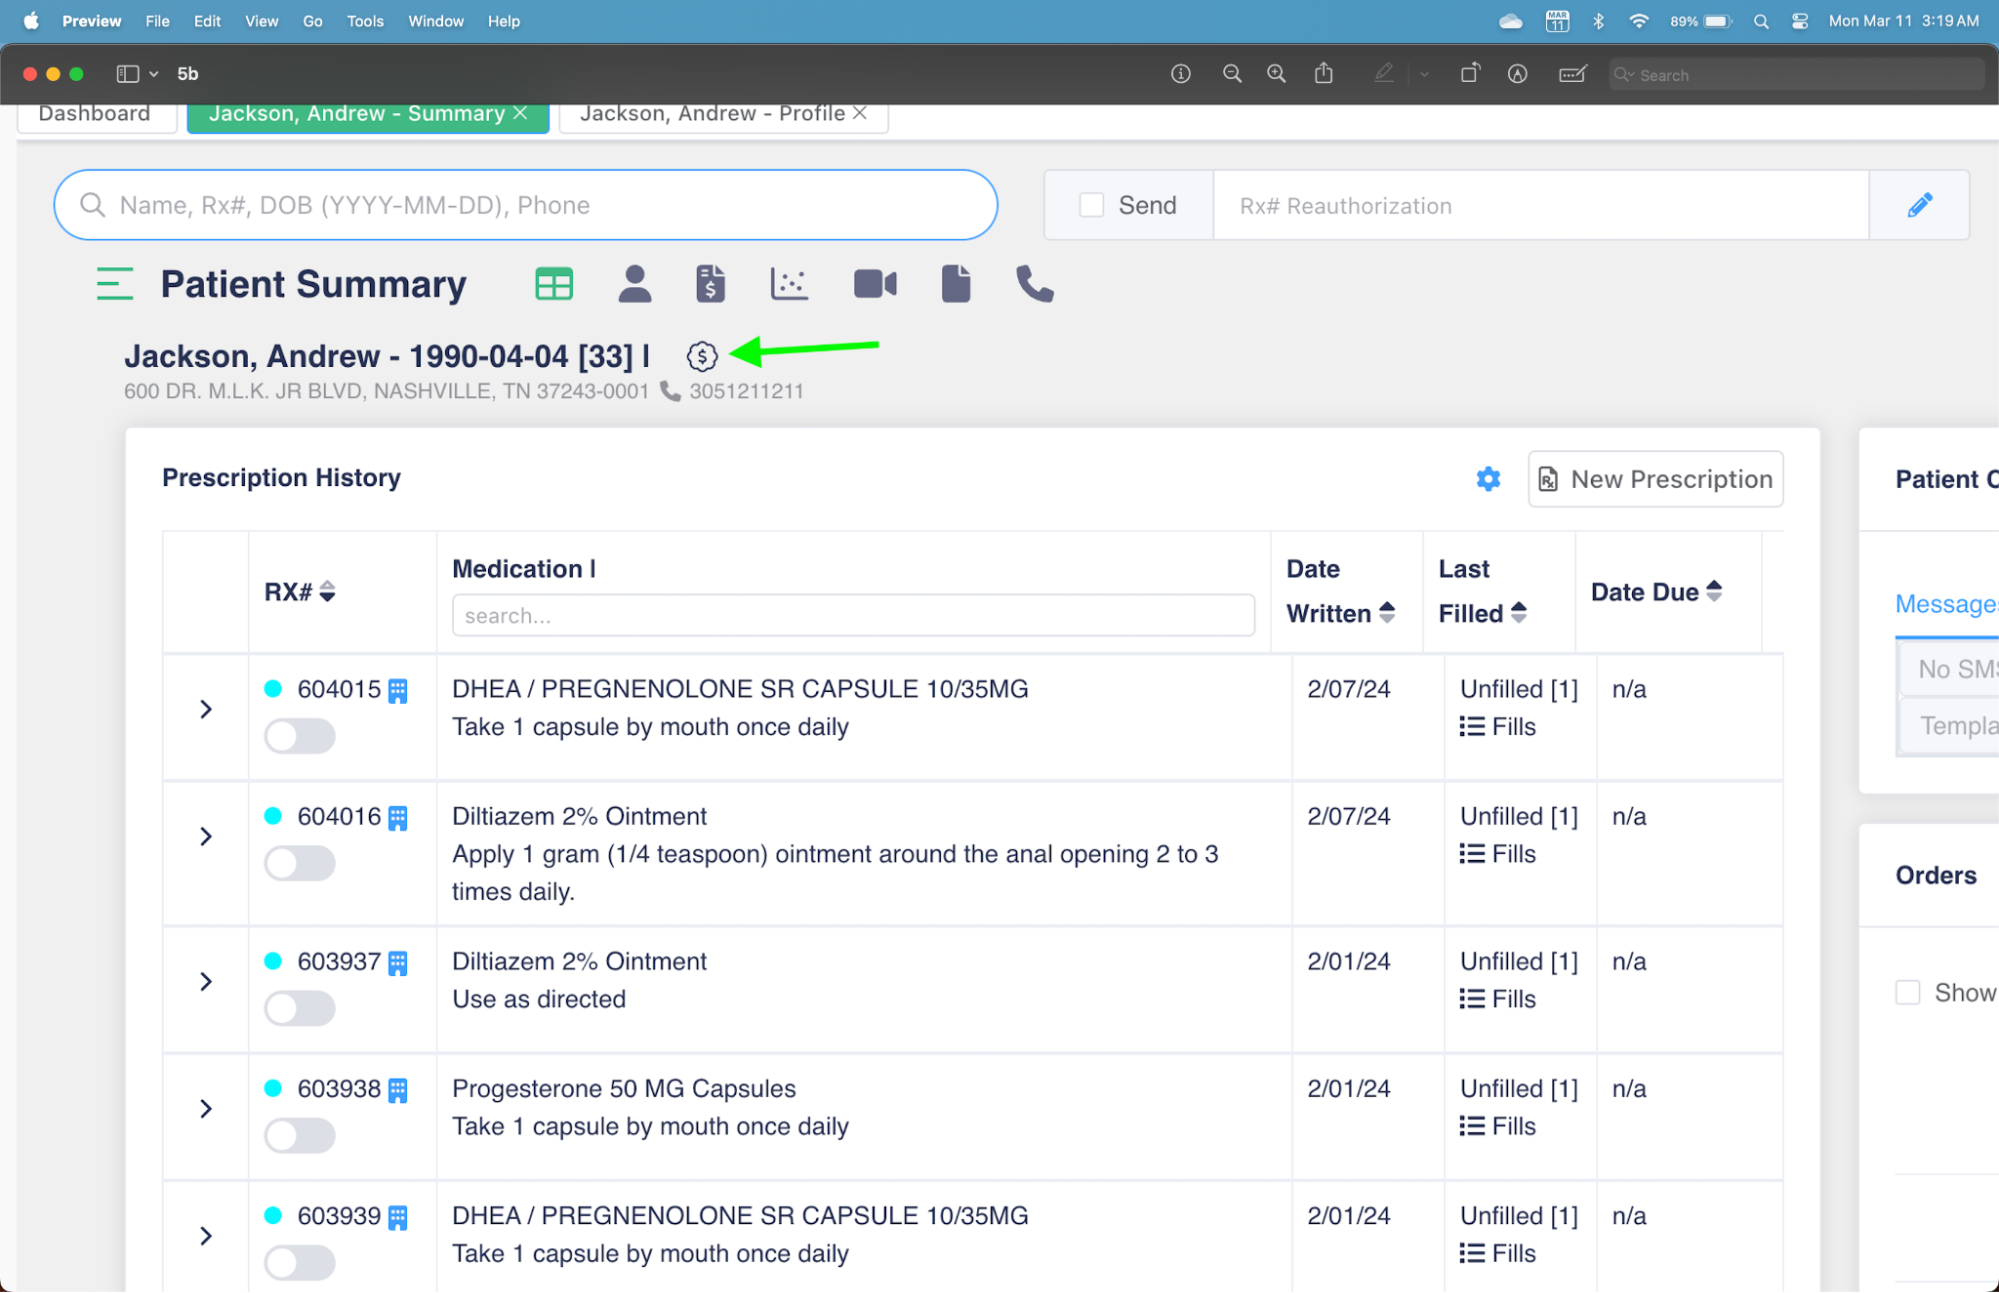 Preview File Edit View Go Tools Window Help
MAR 11 89% Mon Mar 11 3:19 AM
5b
Search
Dashboard
Jackson, Andrew - Summary
Jackson, Andrew - Profile
Name, Rx#, DOB (YYYY-MM-DD), Phone
Send
Rx# Reauthorization
Patient Summary
Jackson, Andrew - 1990-04-04 [33] |
600 DR. M.L.K. JR BLVD, NASHVILLE, TN 37243-0001 3051211211
Prescription History
New Prescription
RX#
Medication |
search...
Date
Written
Last
Filled
Date Due
604015
DHEA / PREGNENOLONE SR CAPSULE 10/35MG
Take 1 capsule by mouth once daily
2/07/24
Unfilled [1]
Fills
n/a
604016
Diltiazem 2% Ointment
Apply 1 gram (1/4 teaspoon) ointment around the anal opening 2 to 3
times daily.
2/07/24
Unfilled [1]
Fills
n/a
603937
Diltiazem 2% Ointment
Use as directed
2/01/24
Unfilled [1]
Fills
n/a
603938
Progesterone 50 MG Capsules
Take 1 capsule by mouth once daily
2/01/24
Unfilled [1]
Fills
n/a
603939
DHEA / PREGNENOLONE SR CAPSULE 10/35MG
Take 1 capsule by mouth once daily
2/01/24
Unfilled [1]
Fills
n/a
Patient C
Messages
No SMS
Templa
Orders
Show